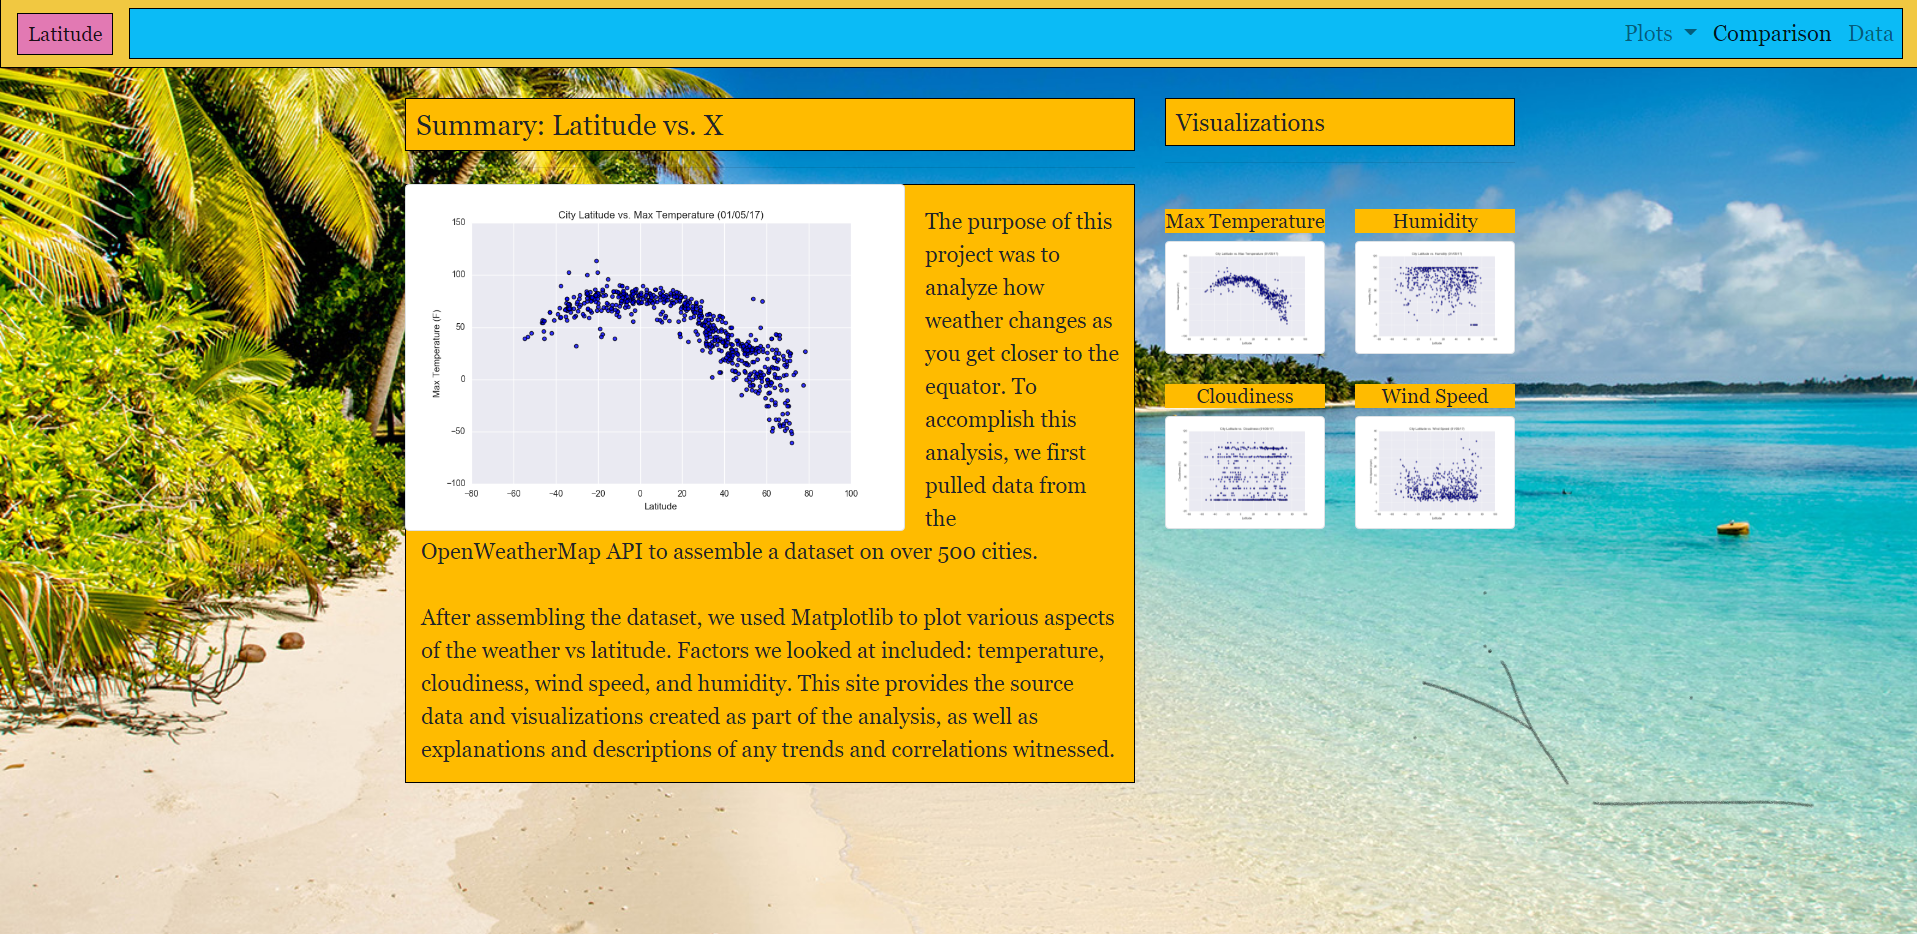 Latitude
Plots
Comparison
Data
Summary: Latitude vs. X
City Latitude vs. Max Temperature (01/05/17)
150
100
50
0
−50
−100
Max Temperature (F)
−80 −60 −40 −20 0 20 40 60 80 100
Latitude
The purpose of this
project was to
analyze how
weather changes as
you get closer to the
equator. To
accomplish this
analysis, we first
pulled data from
the
OpenWeatherMap API to assemble a dataset on over 500 cities.
After assembling the dataset, we used Matplotlib to plot various aspects
of the weather vs latitude. Factors we looked at included: temperature,
cloudiness, wind speed, and humidity. This site provides the source
data and visualizations created as part of the analysis, as well as
explanations and descriptions of any trends and correlations witnessed.
Visualizations
Max Temperature
Humidity
Cloudiness
Wind Speed